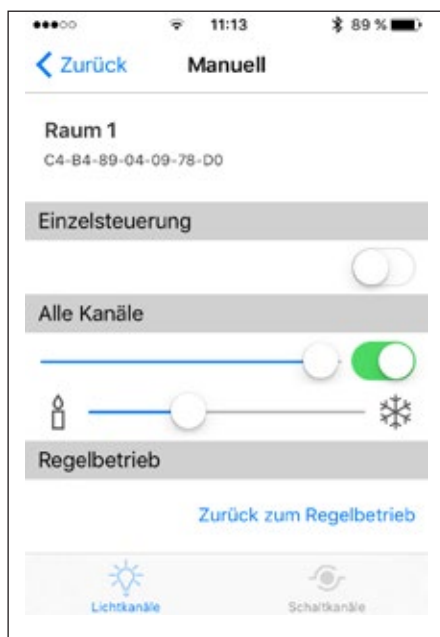 11:13 89 %
Zurück Manuell
Raum 1
C4-B4-89-04-09-78-D0
Einzelsteuerung
Alle Kanäle
Regelbetrieb
Zurück zum Regelbetrieb
Lichtkanäle Schaltkanäle